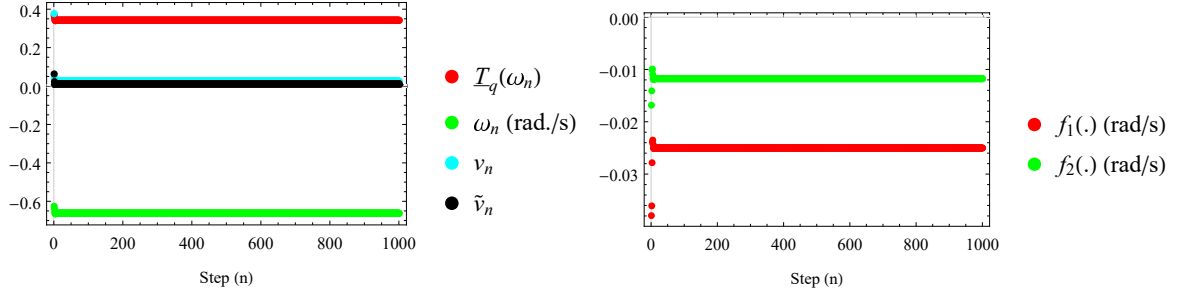 0.4
0.2
0.0
−0.2
−0.4
−0.6
0 200 400 600 800 1000
Step (n)
T_q(ω_n)
ω_n (rad./s)
ν_n
ν̃_n
0.00
−0.01
−0.02
−0.03
0 200 400 600 800 1000
Step (n)
f_1(.) (rad/s)
f_2(.) (rad/s)